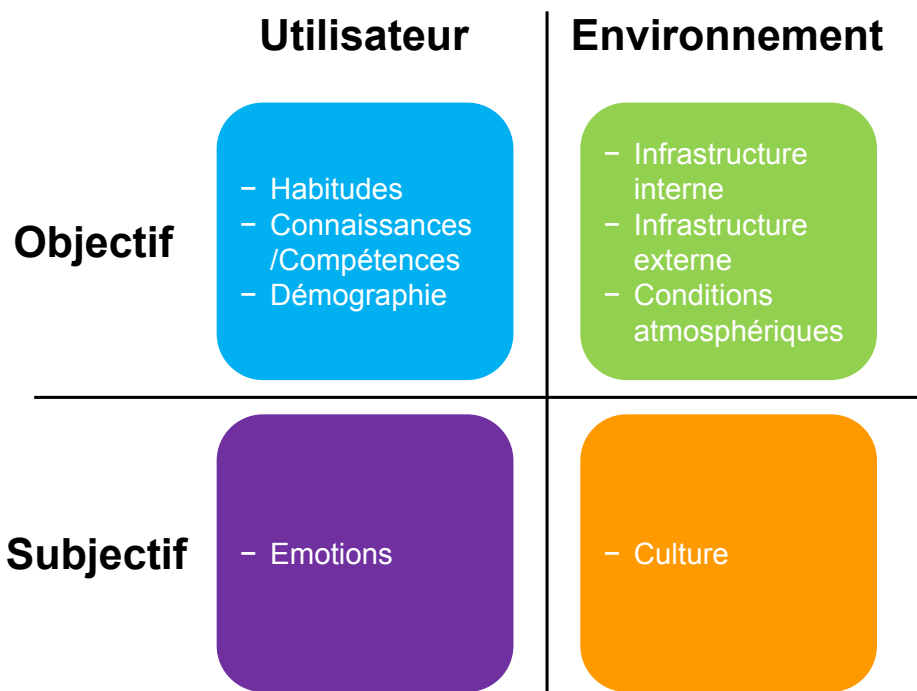 Utilisateur
Environnement
Objectif
− Habitudes
− Connaissances
/Compétences
− Démographie
− Infrastructure
interne
− Infrastructure
externe
− Conditions
atmosphériques
Subjectif
− Emotions
− Culture